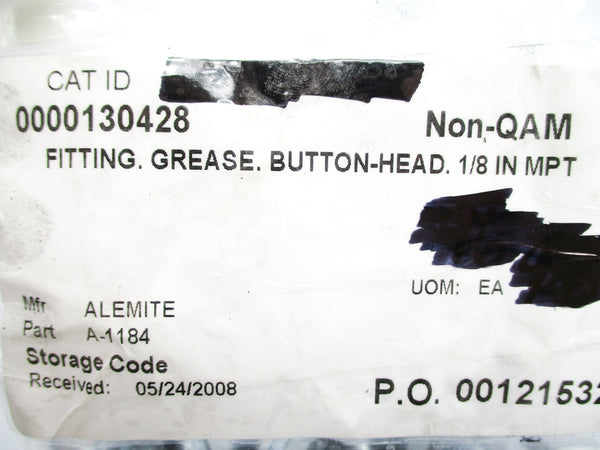 CAT ID
0000130428
Non-QAM
FITTING. GREASE. BUTTON-HEAD. 1/8 IN MPT
UOM: EA
Mfr ALEMITE
Part A-1184
Storage Code
Received: 05/24/2008
P.O. 00121532